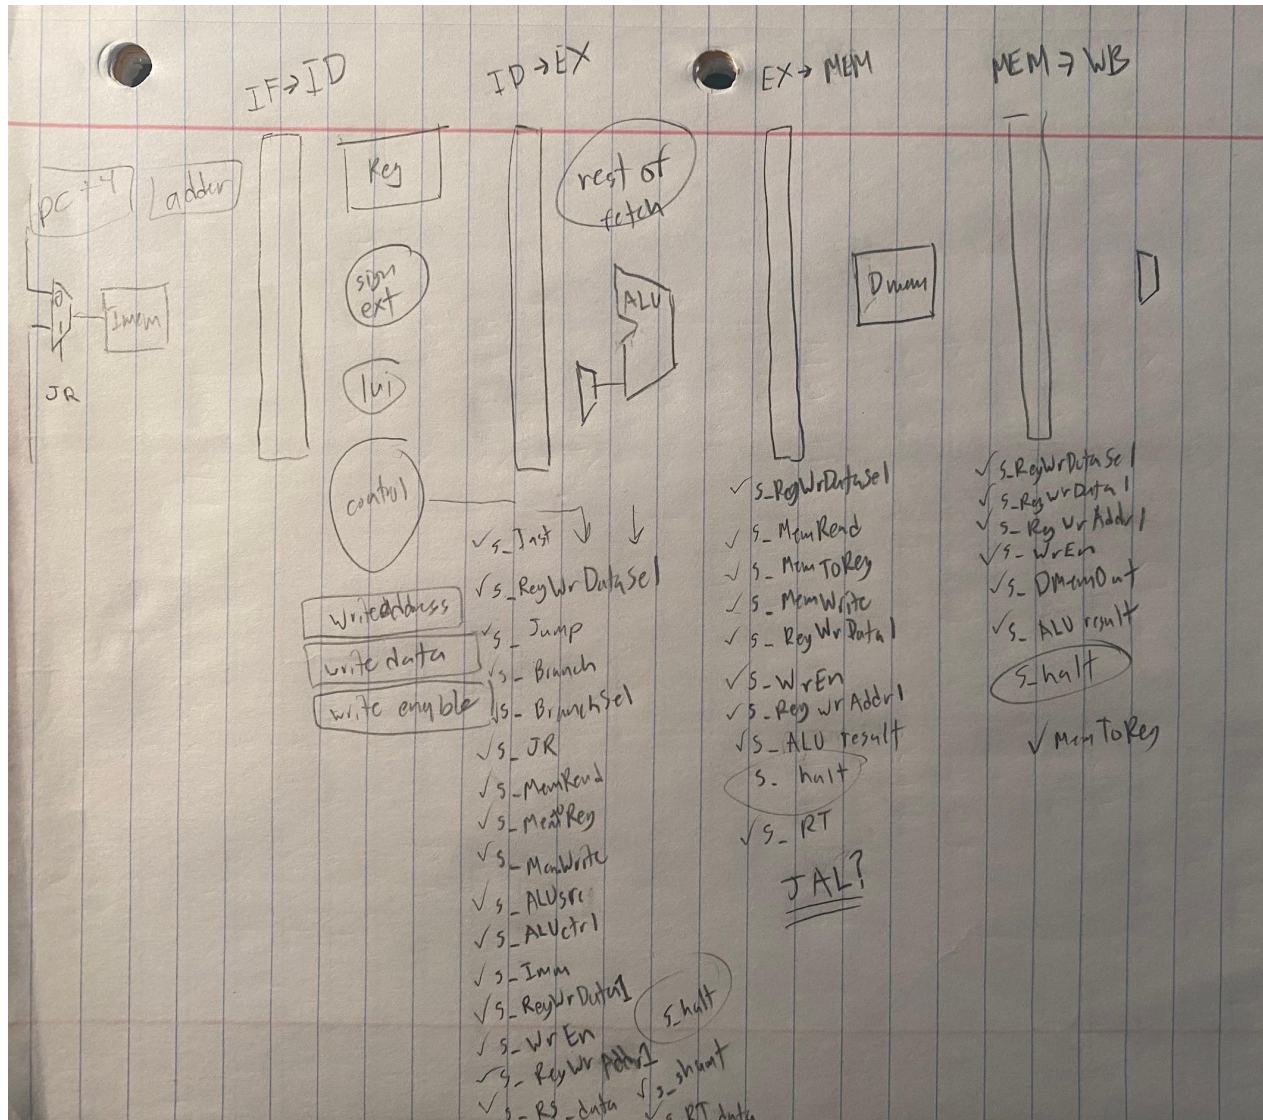 IF→ID
ID→EX
EX→MEM
MEM→WB
PC+4
adder
0
1
JR
Imem
Reg
sign
ext
lui
control
write address
write data
write enable
rest of
fetch
ALU
Dmem
✓ s_Inst
✓ s_RegWrDataSel
✓ s_Jump
✓ s_Branch
✓ s_BranchSel
✓ s_JR
✓ s_MemRead
✓ s_MemtoReg
✓ s_MemWrite
✓ s_ALUsrc
✓ s_ALUctrl
✓ s_Imm
✓ s_RegWrData1
✓ s_WrEn
✓ s_RegWrAddr1
✓ s_RS_data
s_halt
✓ s_shamt
✓ s_RT data
✓ s_RegWrDataSel
✓ s_MemRead
✓ s_MemToReg
✓ s_MemWrite
✓ s_RegWrData1
✓ s_WrEn
✓ s_RegWrAddr1
✓ s_ALU result
s_halt
✓ s_RT
JAL?
✓ s_RegWrDataSel
✓ s_RegWrData1
✓ s_RegWrAddr1
✓ s_WrEn
✓ s_DMemOut
✓ s_ALU result
s_halt
✓ MemToReg